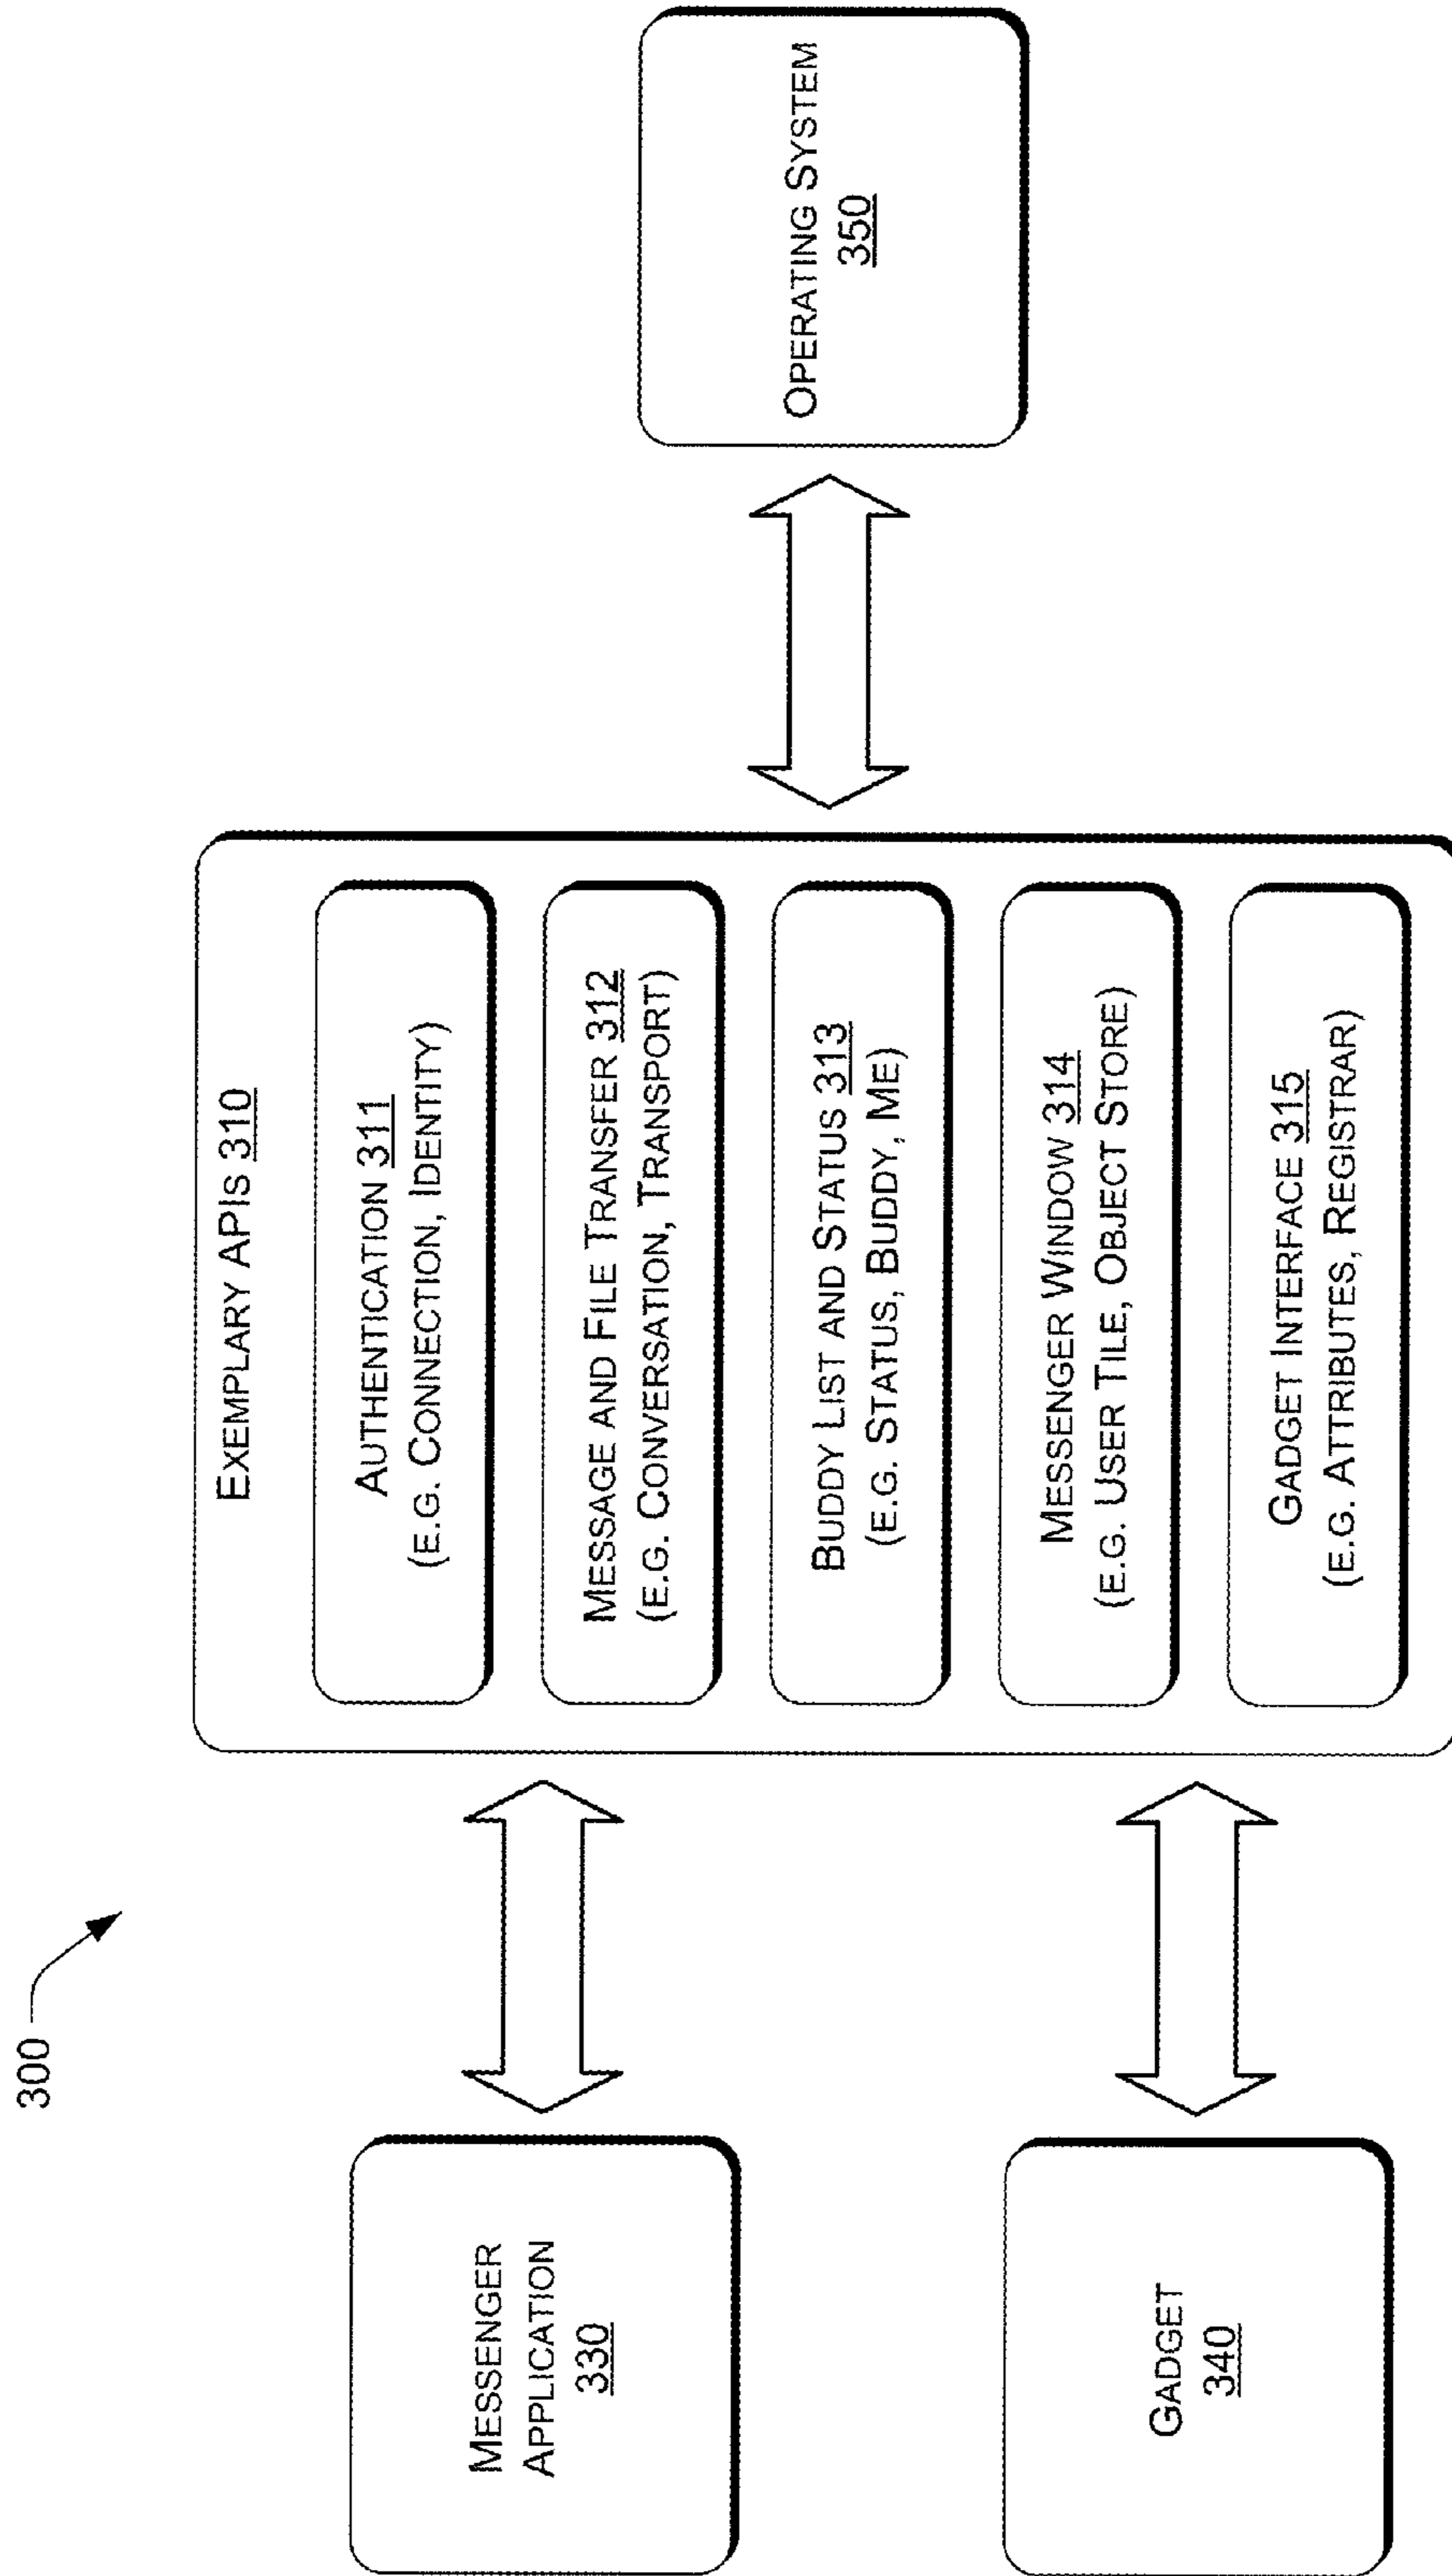 300
MESSENGER
APPLICATION
330
GADGET
340
EXEMPLARY APIS 310
AUTHENTICATION 311
(E.G. CONNECTION, IDENTITY)
MESSAGE AND FILE TRANSFER 312
(E.G. CONVERSATION, TRANSPORT)
BUDDY LIST AND STATUS 313
(E.G. STATUS, BUDDY, ME)
MESSENGER WINDOW 314
(E.G. USER TILE, OBJECT STORE)
GADGET INTERFACE 315
(E.G. ATTRIBUTES, REGISTRAR)
OPERATING SYSTEM
350